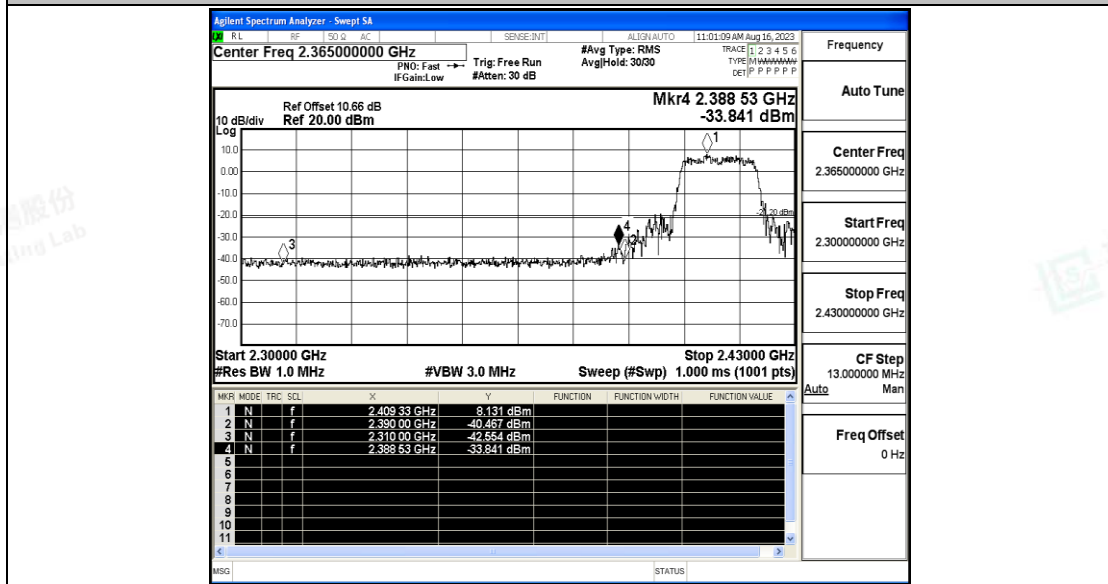 Agilent Spectrum Analyzer - Swept SA
RL RF 50 Ω AC SENSE:INT ALIGN AUTO 11:01:09 AM Aug 16, 2023
Center Freq 2.365000000 GHz
PNO: Fast
IFGain:Low
Trig: Free Run
#Atten: 30 dB
#Avg Type: RMS
Avg|Hold: 30/30
TRACE 1 2 3 4 5 6
TYPE M
DET P P P P P P
Ref Offset 10.66 dB
10 dB/div Ref 20.00 dBm
Log
Mkr4 2.388 53 GHz
-33.841 dBm
10.0
0.00
-10.0
-20.0
-30.0
-40.0
-50.0
-60.0
-70.0
1
4
2
3
Start 2.30000 GHz Stop 2.43000 GHz
#Res BW 1.0 MHz #VBW 3.0 MHz Sweep (#Swp) 1.000 ms (1001 pts)
MKR MODE TRC SCL X Y FUNCTION FUNCTION WIDTH FUNCTION VALUE
1 N f 2.409 33 GHz 8.131 dBm
2 N f 2.390 00 GHz -40.467 dBm
3 N f 2.310 00 GHz -42.554 dBm
4 N f 2.388 53 GHz -33.841 dBm
5
6
7
8
9
10
11
MSG STATUS
Frequency
Auto Tune
Center Freq
2.365000000 GHz
Start Freq
2.300000000 GHz
Stop Freq
2.430000000 GHz
CF Step
13.000000 MHz
Auto Man
Freq Offset
0 Hz
股份
Lab